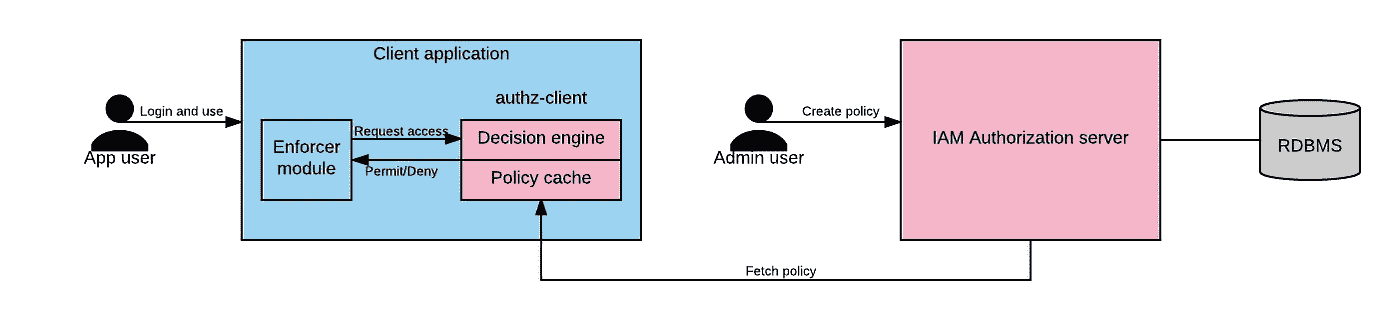 Client application
authz-client
Login and use
App user
Enforcer
module
Request access
Permit/Deny
Decision engine
Policy cache
Create policy
Admin user
IAM Authorization server
RDBMS
Fetch policy